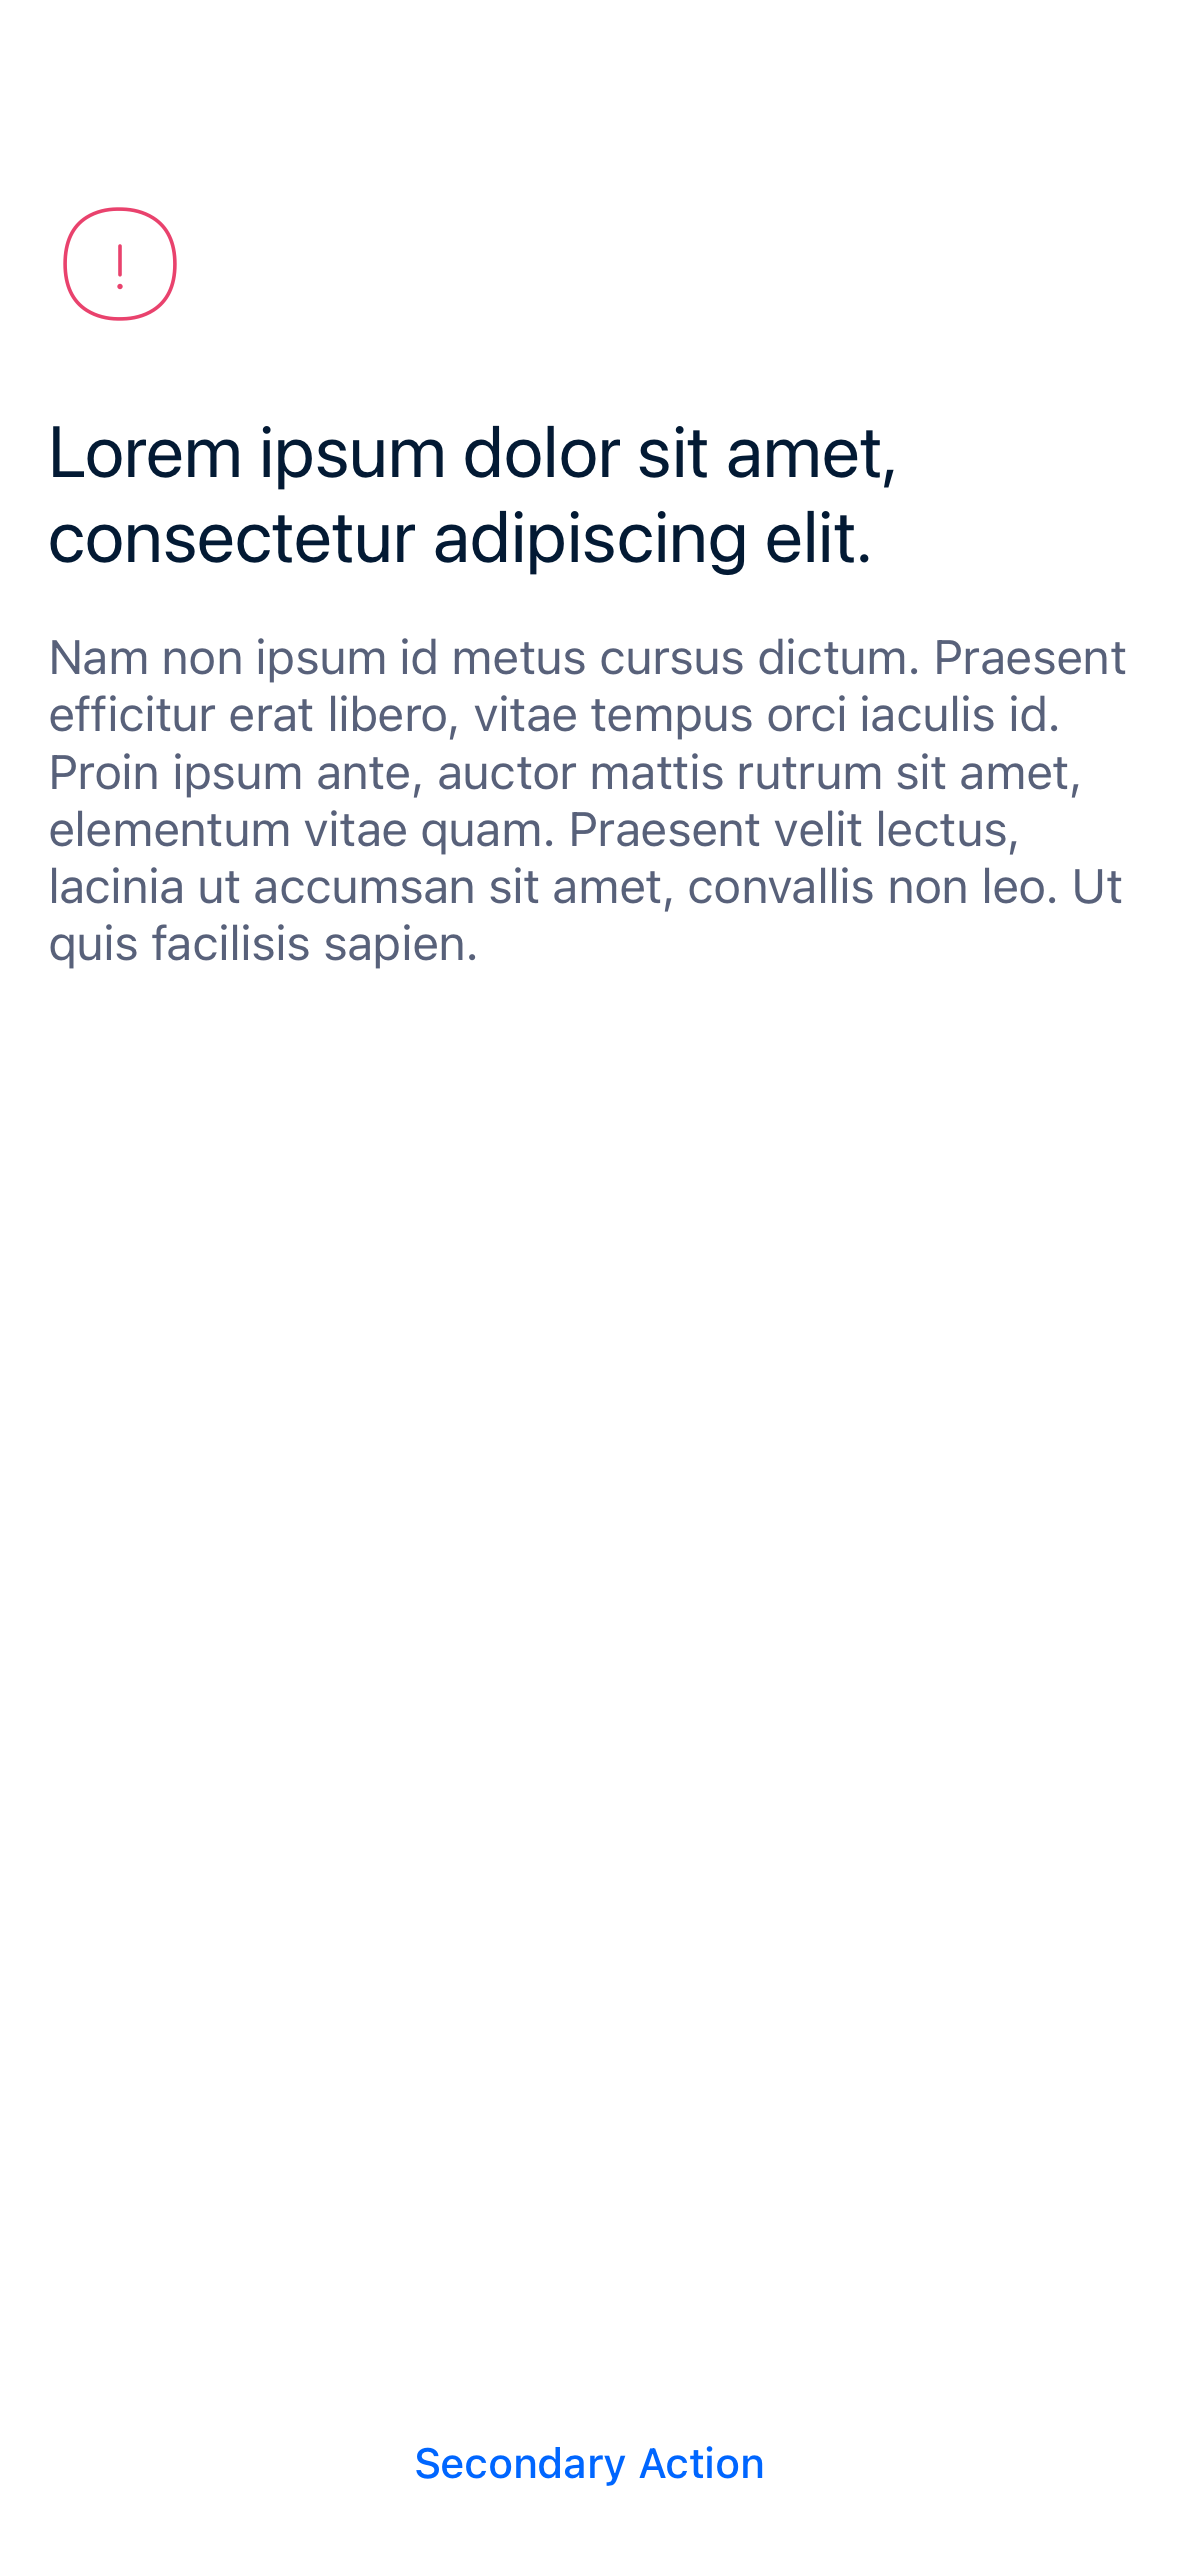 Lorem ipsum dolor sit amet,
consectetur adipiscing elit.
Nam non ipsum id metus cursus dictum. Praesent
efficitur erat libero, vitae tempus orci iaculis id.
Proin ipsum ante, auctor mattis rutrum sit amet,
elementum vitae quam. Praesent velit lectus,
lacinia ut accumsan sit amet, convallis non leo. Ut
quis facilisis sapien.
Secondary Action